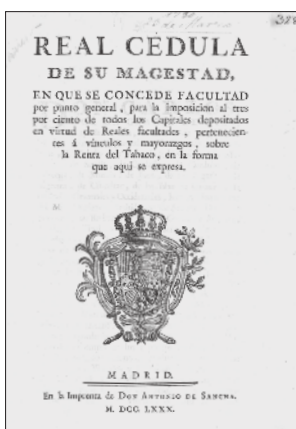 REAL CEDULA
DE SU MAGESTAD,
EN QUE SE CONCEDE FACULTAD
por punto general, para la imposicion al tres
por ciento de todos los Capitales depositados
en virtud de Reales facultades, pertenecien-
tes á vínculos y mayorazgos, sobre
la Renta del Tabaco, en la forma
que aqui se expresa.
MADRID.
En la Imprenta de DON ANTONIO DE SANCHA.
M. DCC. LXXX.